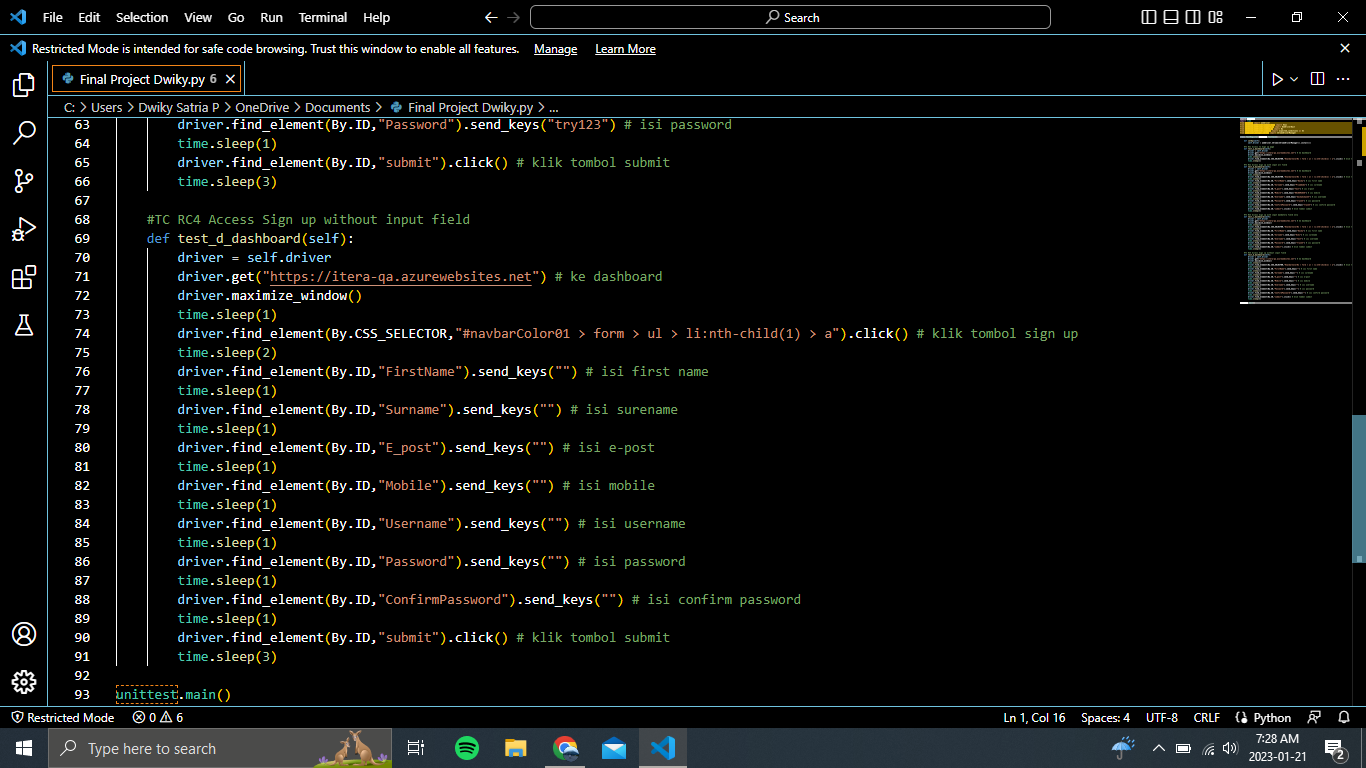 File Edit Selection View Go Run Terminal Help Search
Restricted Mode is intended for safe code browsing. Trust this window to enable all features. Manage Learn More
Final Project Dwiky.py 6
C: > Users > Dwiky Satria P > OneDrive > Documents > Final Project Dwiky.py > ...
63 driver.find_element(By.ID,"Password").send_keys("try123") # isi password
64 time.sleep(1)
65 driver.find_element(By.ID,"submit").click() # klik tombol submit
66 time.sleep(3)
67
68 #TC RC4 Access Sign up without input field
69 def test_d_dashboard(self):
70 driver = self.driver
71 driver.get("https://itera-qa.azurewebsites.net") # ke dashboard
72 driver.maximize_window()
73 time.sleep(1)
74 driver.find_element(By.CSS_SELECTOR,"#navbarColor01 > form > ul > li:nth-child(1) > a").click() # klik tombol sign up
75 time.sleep(2)
76 driver.find_element(By.ID,"FirstName").send_keys("") # isi first name
77 time.sleep(1)
78 driver.find_element(By.ID,"Surname").send_keys("") # isi surename
79 time.sleep(1)
80 driver.find_element(By.ID,"E_post").send_keys("") # isi e-post
81 time.sleep(1)
82 driver.find_element(By.ID,"Mobile").send_keys("") # isi mobile
83 time.sleep(1)
84 driver.find_element(By.ID,"Username").send_keys("") # isi username
85 time.sleep(1)
86 driver.find_element(By.ID,"Password").send_keys("") # isi password
87 time.sleep(1)
88 driver.find_element(By.ID,"ConfirmPassword").send_keys("") # isi confirm password
89 time.sleep(1)
90 driver.find_element(By.ID,"submit").click() # klik tombol submit
91 time.sleep(3)
92
93 unittest.main()
Restricted Mode 0 6 Ln 1, Col 16 Spaces: 4 UTF-8 CRLF Python
Type here to search
7:28 AM
2023-01-21
2